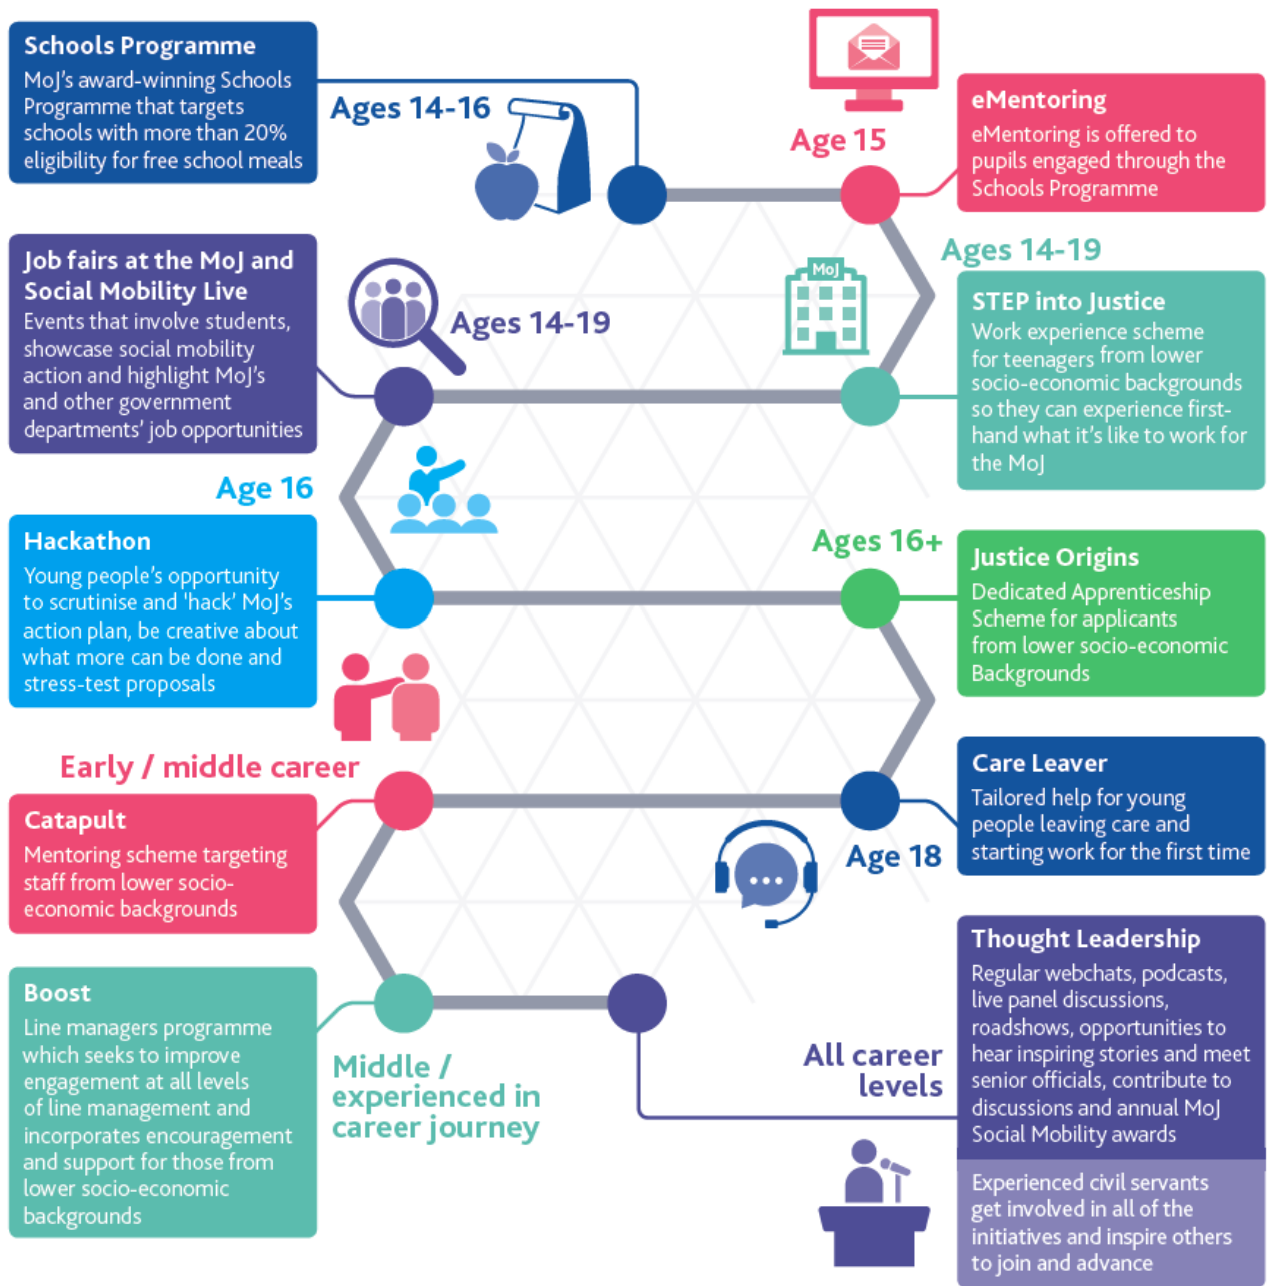 Schools Programme
MoJ's award-winning Schools
Programme that targets
schools with more than 20%
eligibility for free school meals
Ages 14-16
Age 15
eMentoring
eMentoring is offered to
pupils engaged through the
Schools Programme
Job fairs at the MoJ and
Social Mobility Live
Events that involve students,
showcase social mobility
action and highlight MoJ's
and other government
departments' job opportunities
Ages 14-19
MoJ
Ages 14-19
STEP into Justice
Work experience scheme
for teenagers from lower
socio-economic backgrounds
so they can experience first-
hand what it's like to work for
the MoJ
Age 16
Hackathon
Young people's opportunity
to scrutinise and 'hack' MoJ's
action plan, be creative about
what more can be done and
stress-test proposals
Ages 16+
Justice Origins
Dedicated Apprenticeship
Scheme for applicants
from lower socio-economic
Backgrounds
Early / middle career
Catapult
Mentoring scheme targeting
staff from lower socio-
economic backgrounds
Age 18
Care Leaver
Tailored help for young
people leaving care and
starting work for the first time
Boost
Line managers programme
which seeks to improve
engagement at all levels
of line management and
incorporates encouragement
and support for those from
lower socio-economic
backgrounds
Middle /
experienced in
career journey
All career
levels
Thought Leadership
Regular webchats, podcasts,
live panel discussions,
roadshows, opportunities to
hear inspiring stories and meet
senior officials, contribute to
discussions and annual MoJ
Social Mobility awards
Experienced civil servants
get involved in all of the
initiatives and inspire others
to join and advance